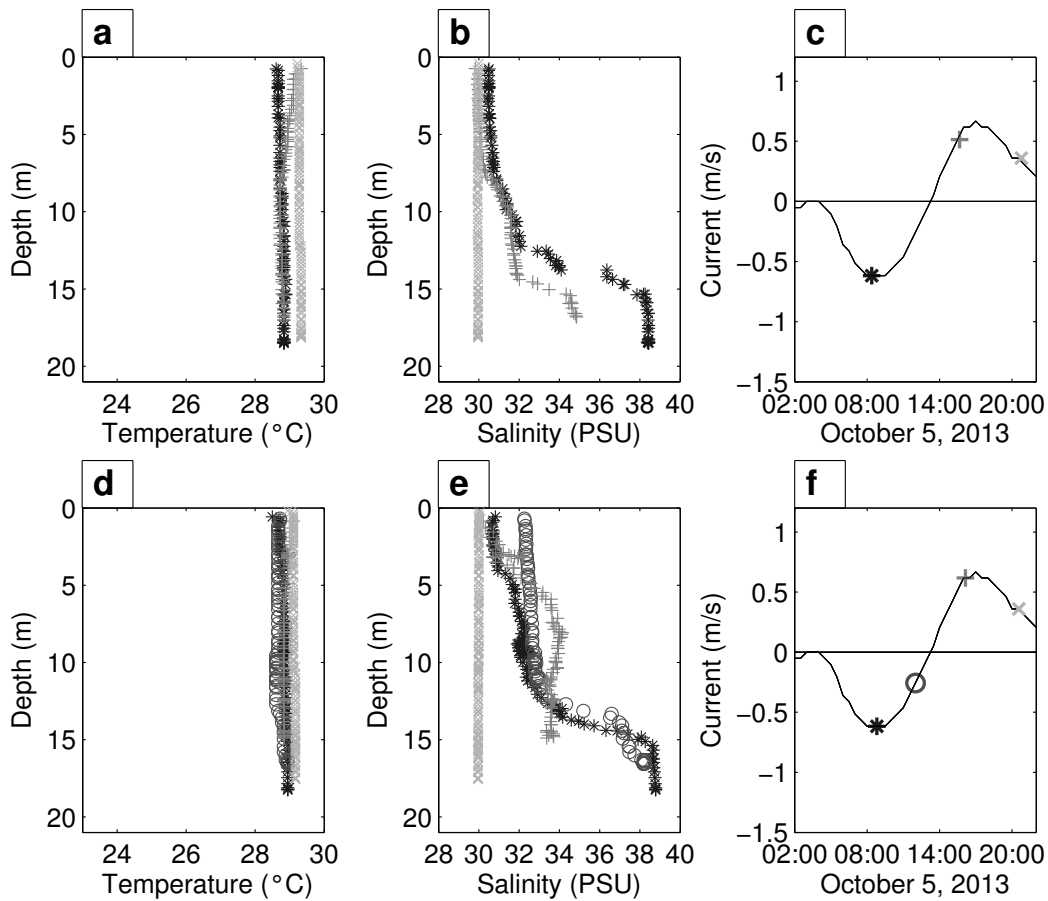 a
b
c
0
5
10
15
20
Depth (m)
24 26 28 30
Temperature (°C)
0
5
10
15
20
Depth (m)
28 30 32 34 36 38 40
Salinity (PSU)
1
0.5
0
−0.5
−1
−1.5
Current (m/s)
02:00 08:00 14:00 20:00
October 5, 2013
d
e
f
0
5
10
15
20
Depth (m)
24 26 28 30
Temperature (°C)
0
5
10
15
20
Depth (m)
28 30 32 34 36 38 40
Salinity (PSU)
1
0.5
0
−0.5
−1
−1.5
Current (m/s)
02:00 08:00 14:00 20:00
October 5, 2013